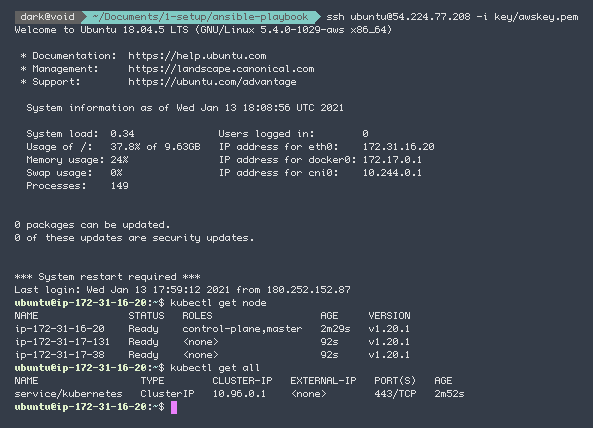 dark@void ~/Documents/1-setup/ansible-playbook ssh ubuntu@54.224.77.208 -i key/awskey.pem
Welcome to Ubuntu 18.04.5 LTS (GNU/Linux 5.4.0-1029-aws x86_64)
* Documentation: https://help.ubuntu.com
* Management: https://landscape.canonical.com
* Support: https://ubuntu.com/advantage
System information as of Wed Jan 13 18:08:56 UTC 2021
System load: 0.34 Users logged in: 0
Usage of /: 37.8% of 9.63GB IP address for eth0: 172.31.16.20
Memory usage: 24% IP address for docker0: 172.17.0.1
Swap usage: 0% IP address for cni0: 10.244.0.1
Processes: 149
0 packages can be updated.
0 of these updates are security updates.
*** System restart required ***
Last login: Wed Jan 13 17:59:12 2021 from 180.252.152.87
ubuntu@ip-172-31-16-20:~$ kubectl get node
NAME STATUS ROLES AGE VERSION
ip-172-31-16-20 Ready control-plane,master 2m29s v1.20.1
ip-172-31-17-131 Ready <none> 92s v1.20.1
ip-172-31-17-38 Ready <none> 92s v1.20.1
ubuntu@ip-172-31-16-20:~$ kubectl get all
NAME TYPE CLUSTER-IP EXTERNAL-IP PORT(S) AGE
service/kubernetes ClusterIP 10.96.0.1 <none> 443/TCP 2m52s
ubuntu@ip-172-31-16-20:~$